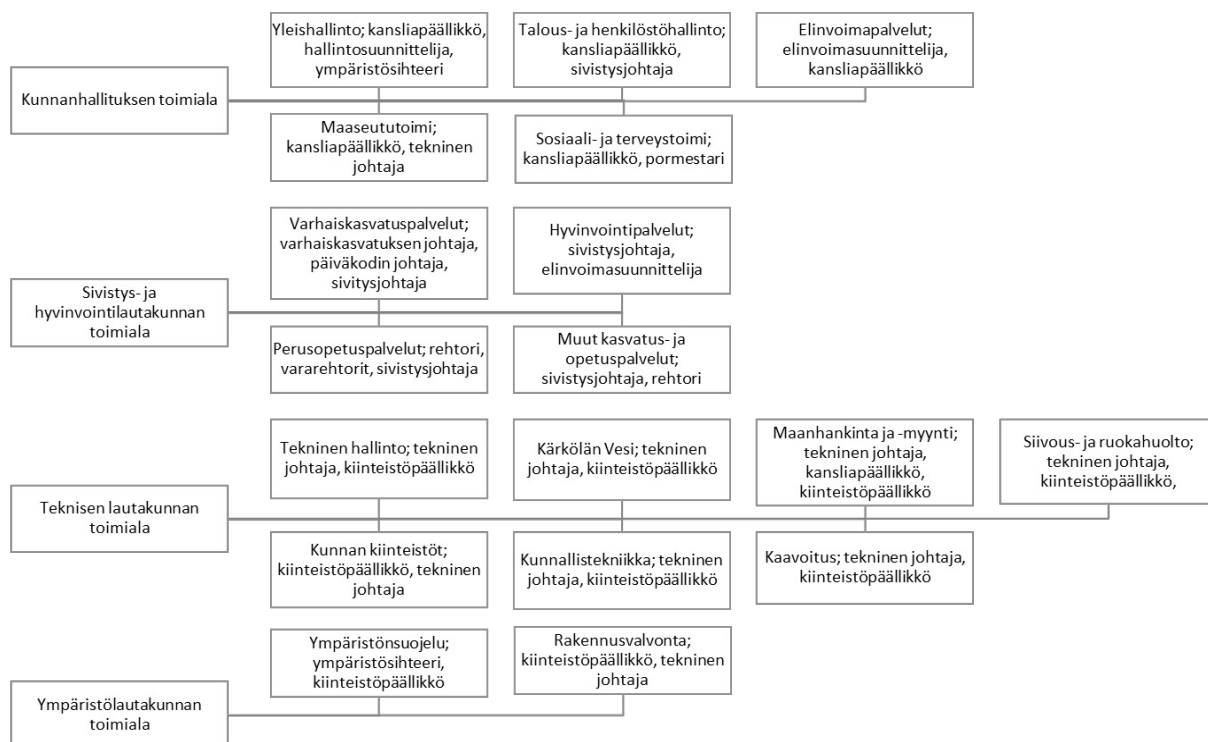 Kunnanhallituksen toimiala
Yleishallinto; kansliapäällikkö,
hallintosuunnittelija,
ympäristösihteeri
Talous- ja henkilöstöhallinto;
kansliapäällikkö,
sivistysjohtaja
Elinvoimapalvelut;
elinvoimasuunnittelija,
kansliapäällikkö
Maaseututoimi;
kansliapäällikkö, tekninen
johtaja
Sosiaali- ja terveystoimi;
kansliapäällikkö, pormestari
Sivistys- ja
hyvinvointilautakunnan
toimiala
Varhaiskasvatuspalvelut;
varhaiskasvatuksen johtaja,
päiväkodin johtaja,
sivitysjohtaja
Hyvinvointipalvelut;
sivistysjohtaja,
elinvoimasuunnittelija
Perusopetuspalvelut; rehtori,
vararehtorit, sivistysjohtaja
Muut kasvatus- ja
opetuspalvelut;
sivistysjohtaja, rehtori
Teknisen lautakunnan
toimiala
Tekninen hallinto; tekninen
johtaja, kiinteistöpäällikkö
Kärkölän Vesi; tekninen
johtaja, kiinteistöpäällikkö
Maanhankinta ja -myynti;
tekninen johtaja,
kansliapäällikkö,
kiinteistöpäällikkö
Siivous- ja ruokahuolto;
tekninen johtaja,
kiinteistöpäällikkö,
Kunnan kiinteistöt;
kiinteistöpäällikkö, tekninen
johtaja
Kunnallistekniikka; tekninen
johtaja, kiinteistöpäällikkö
Kaavoitus; tekninen johtaja,
kiinteistöpäällikkö
Ympäristölautakunnan
toimiala
Ympäristönsuojelu;
ympäristösihteeri,
kiinteistöpäällikkö
Rakennusvalvonta;
kiinteistöpäällikkö, tekninen
johtaja